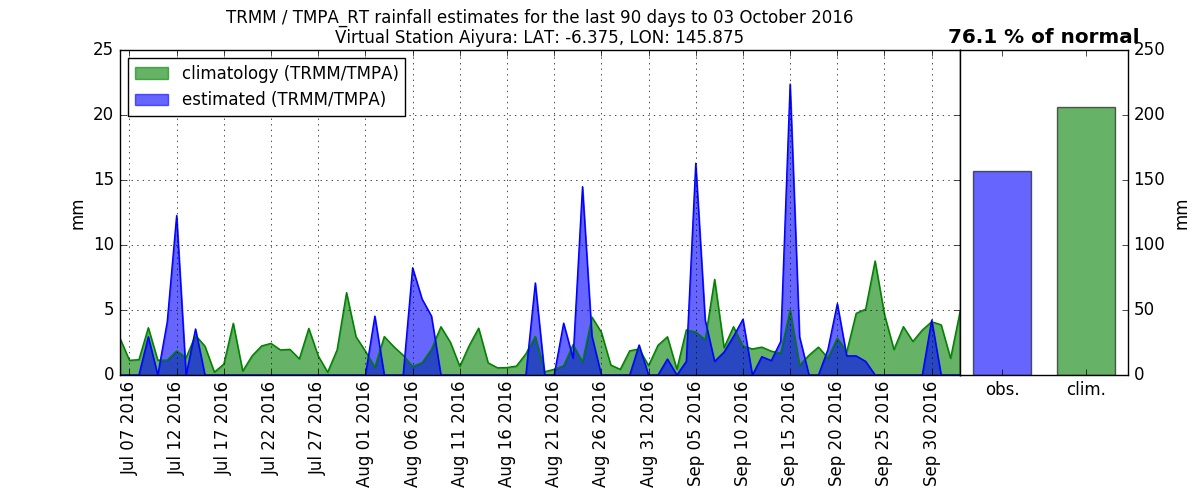 TRMM / TMPA_RT rainfall estimates for the last 90 days to 03 October 2016
Virtual Station Aiyura: LAT: -6.375, LON: 145.875
76.1 % of normal
climatology (TRMM/TMPA)
estimated (TRMM/TMPA)
25
20
15
10
5
0
mm
Jul 07 2016
Jul 12 2016
Jul 17 2016
Jul 22 2016
Jul 27 2016
Aug 01 2016
Aug 06 2016
Aug 11 2016
Aug 16 2016
Aug 21 2016
Aug 26 2016
Aug 31 2016
Sep 05 2016
Sep 10 2016
Sep 15 2016
Sep 20 2016
Sep 25 2016
Sep 30 2016
obs.
clim.
250
200
150
100
50
0
mm